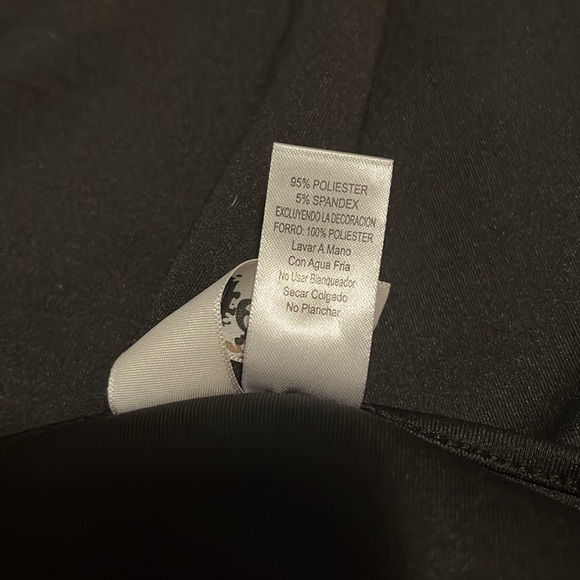 95% POLIESTER
5% SPANDEX
EXCLUYENDO LA DECORACION
FORRO: 100% POLIESTER
Lavar A Mano
Con Agua Fria
No Usar Blanqueador
Secar Colgado
No Planchar